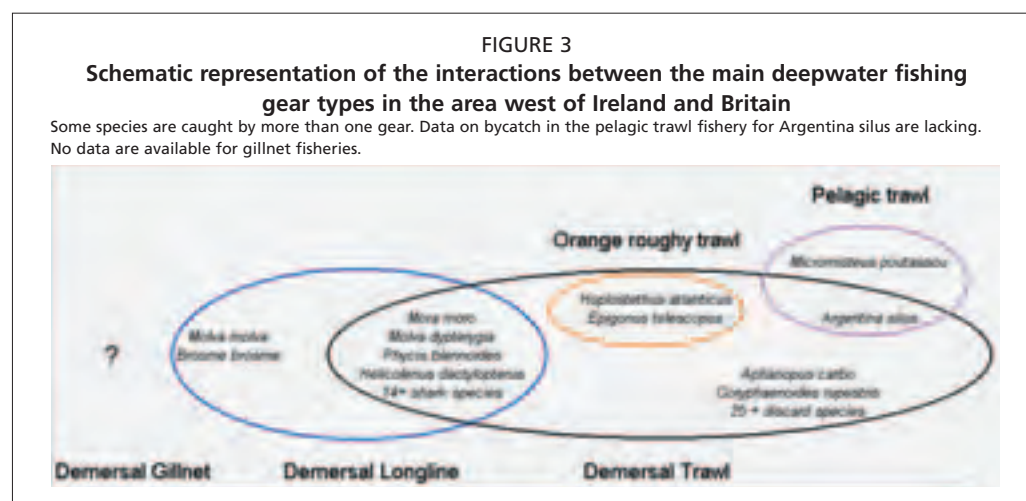 FIGURE 3
Schematic representation of the interactions between the main deepwater fishing
gear types in the area west of Ireland and Britain
Some species are caught by more than one gear. Data on bycatch in the pelagic trawl fishery for Argentina silus are lacking.
No data are available for gillnet fisheries.
Pelagic trawl
Orange roughy trawl
Micromisteus poutassou
Hoplostethus atlanticus
Epigonus telescopus
Argentina silus
Mora moro
Molva molva
Molva dypterygia
Brosme brosme
?
Phycis blennoides
Helicolenus dactylopterus
14+ shark species
Aphanopus carbo
Coryphaenoides rupestris
25 + discard species
Demersal Gillnet
Demersal Longline
Demersal Trawl